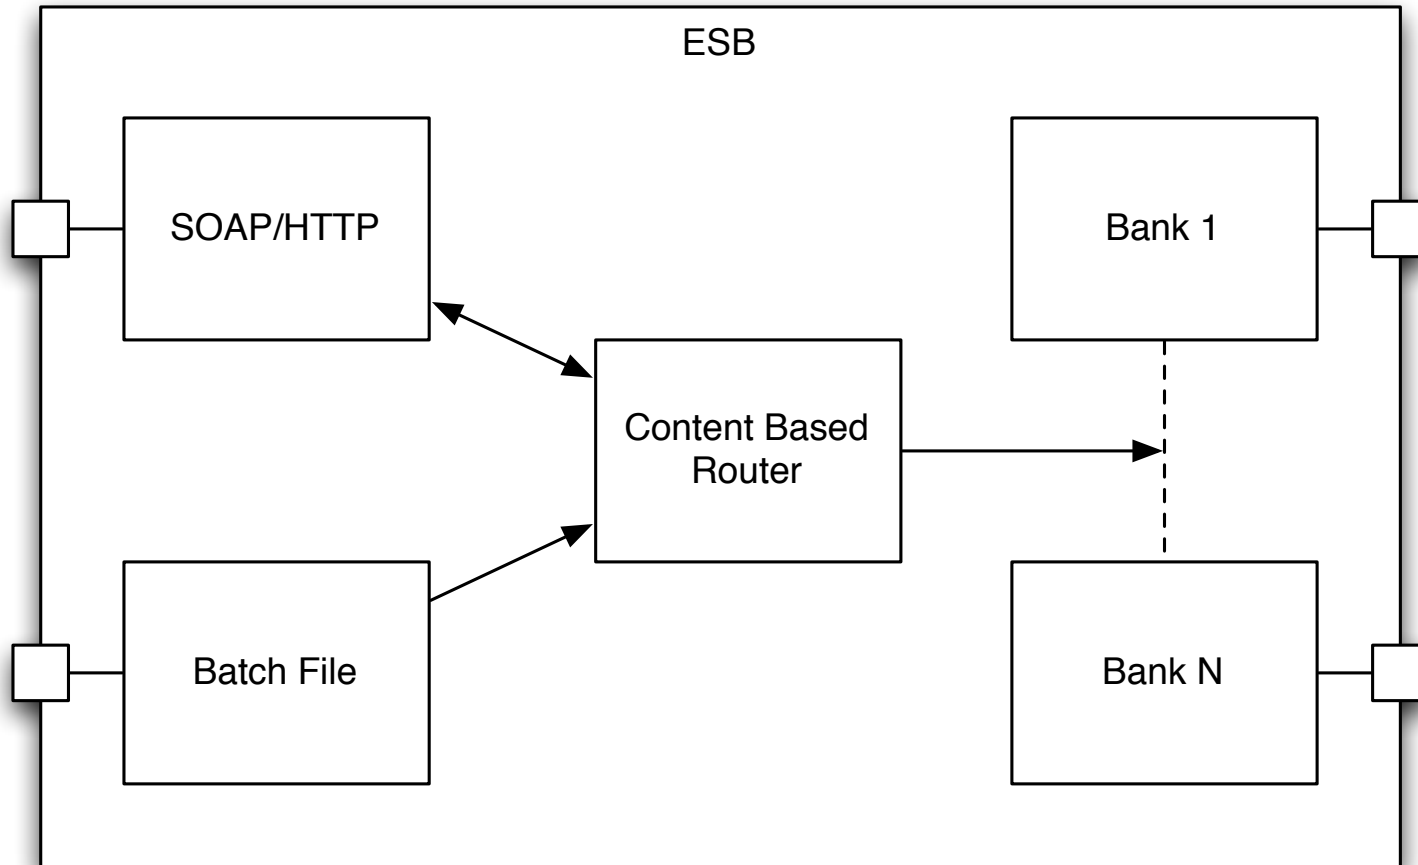 ESB
SOAP/HTTP
Bank 1
Content Based
Router
Batch File
Bank N